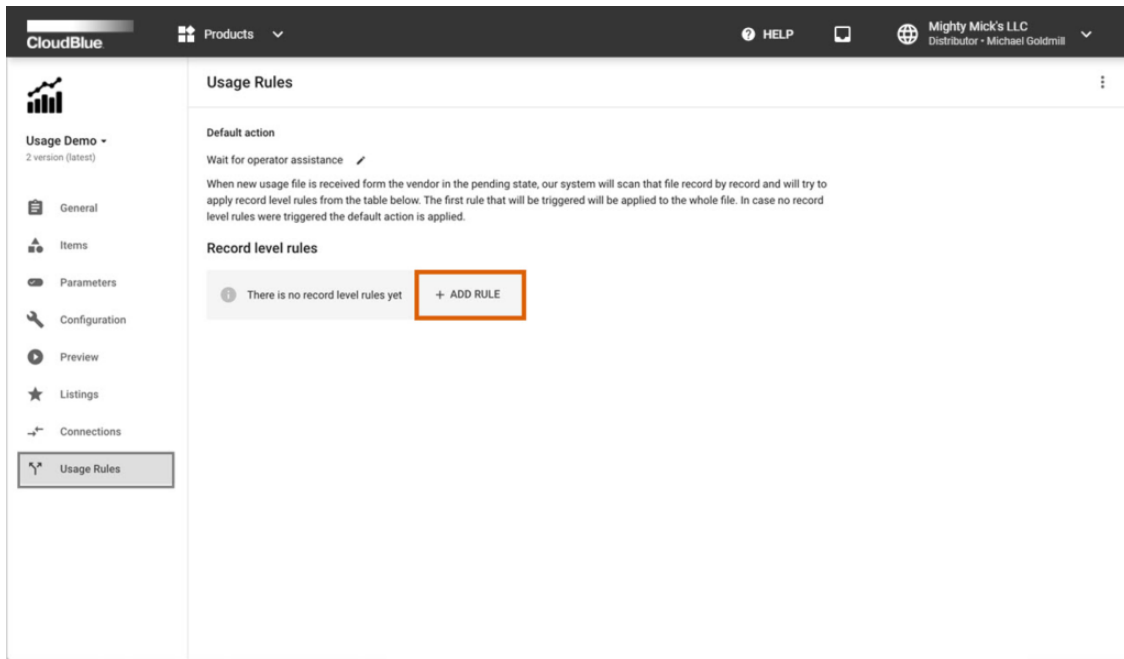 CloudBlue
Products
HELP
Mighty Mick's LLC
Distributor • Michael Goldmill
Usage Demo
2 version (latest)
General
Items
Parameters
Configuration
Preview
Listings
Connections
Usage Rules
Usage Rules
Default action
Wait for operator assistance
When new usage file is received form the vendor in the pending state, our system will scan that file record by record and will try to
apply record level rules from the table below. The first rule that will be triggered will be applied to the whole file. In case no record
level rules were triggered the default action is applied.
Record level rules
There is no record level rules yet
+ ADD RULE